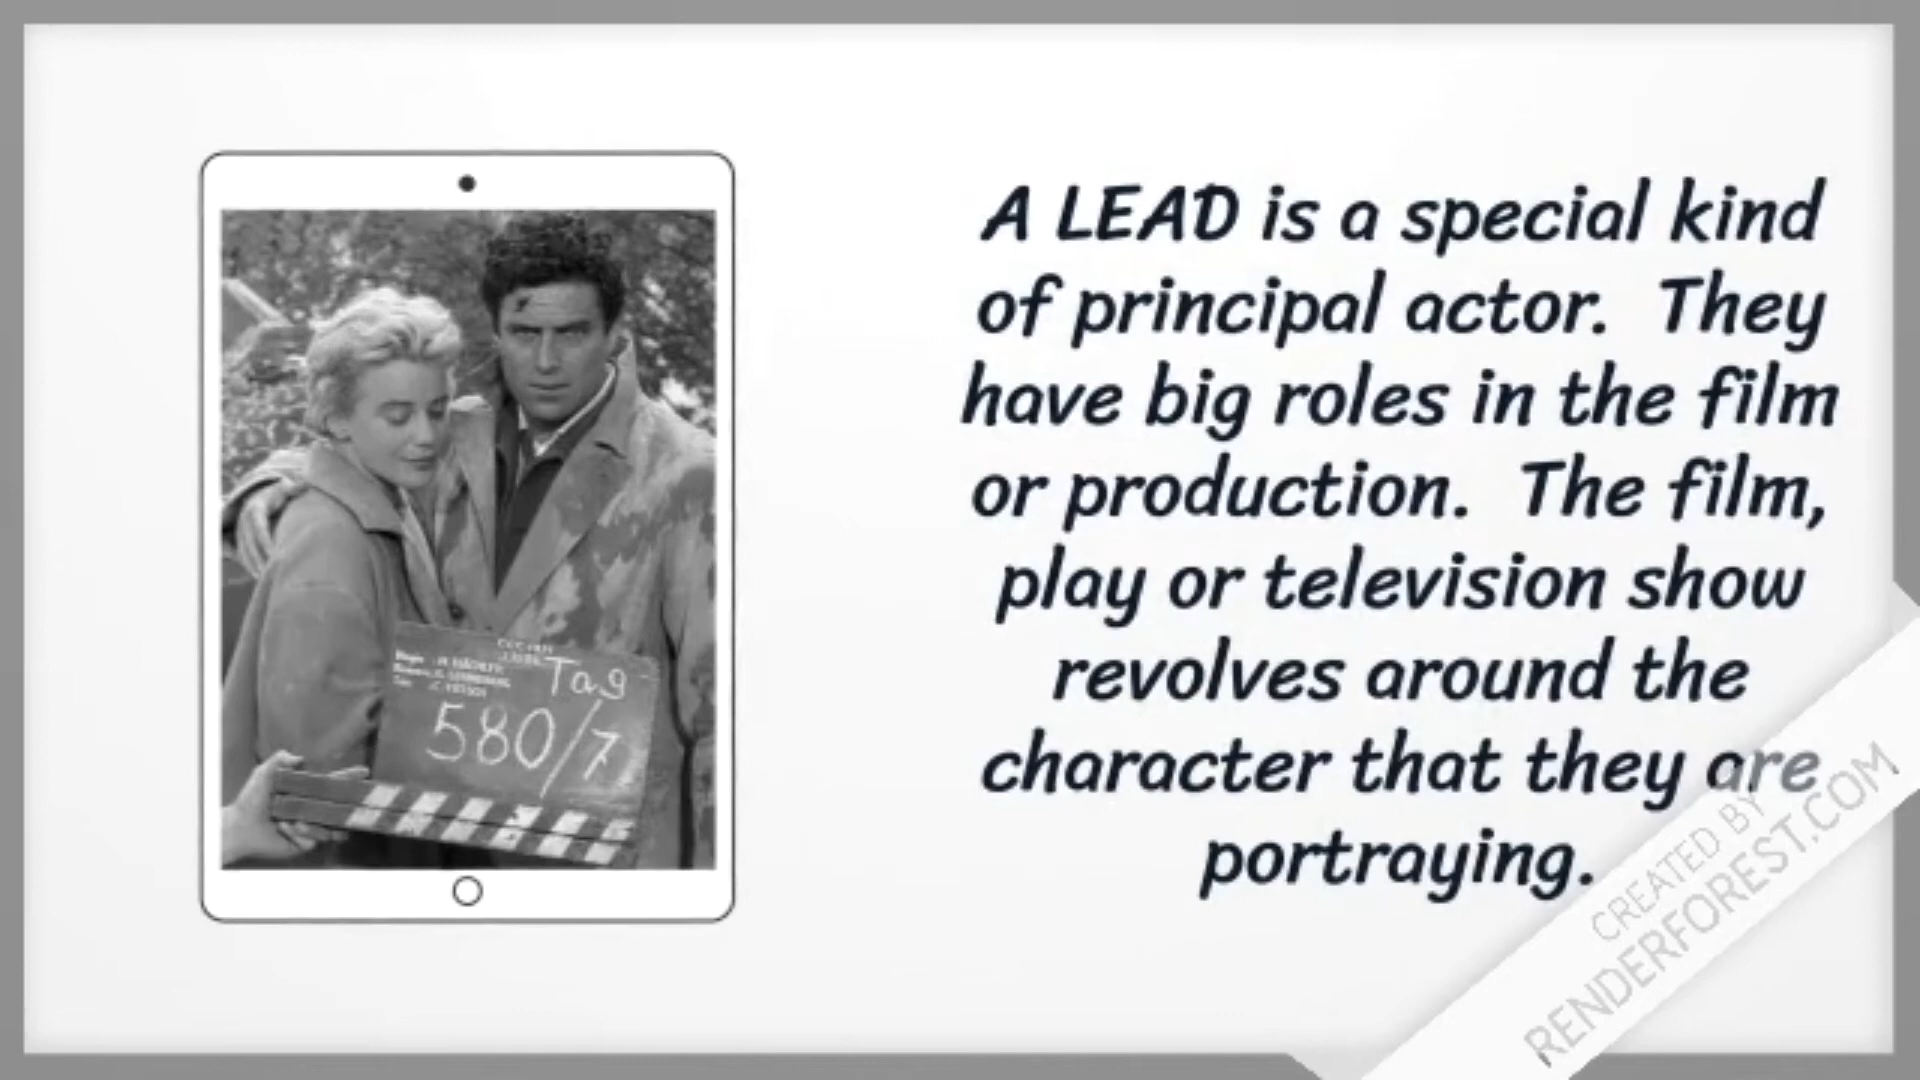 A LEAD is a special kind
of principal actor. They
have big roles in the film
or production. The film,
play or television show
revolves around the
character that they are
portraying.
Tag
580/7
CREATED BY
RENDERFOREST.COM